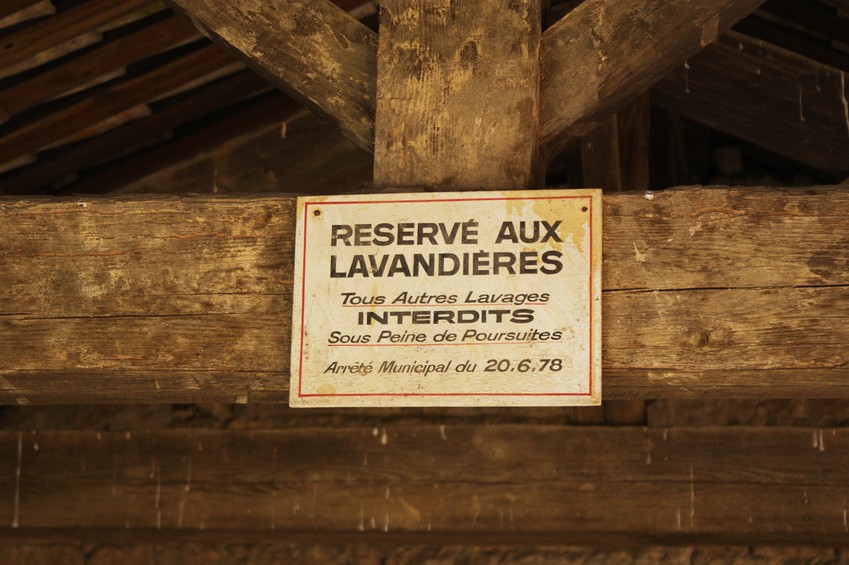 RESERVÉ AUX
LAVANDIÈRES
Tous Autres Lavages
INTERDITS
Sous Peine de Poursuites
Arrêté Municipal du 20.6.78